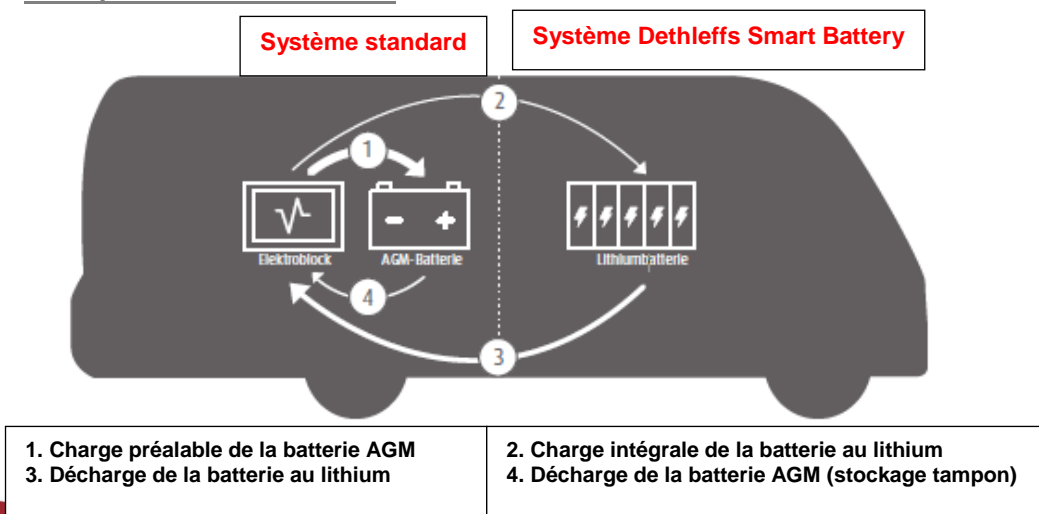 Système standard
Système Dethleffs Smart Battery
2
1
Elektroblock
AGM-Batterie
Lithiumbatterie
4
3
1. Charge préalable de la batterie AGM
3. Décharge de la batterie au lithium
2. Charge intégrale de la batterie au lithium
4. Décharge de la batterie AGM (stockage tampon)